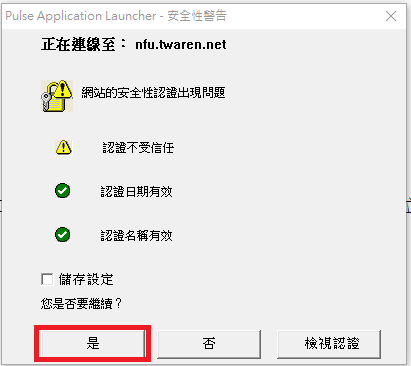 Pulse Application Launcher - 安全性警告
正在連線至： nfu.twaren.net
網站的安全性認證出現問題
認證不受信任
認證日期有效
認證名稱有效
儲存設定
您是否要繼續？
是
否
檢視認證